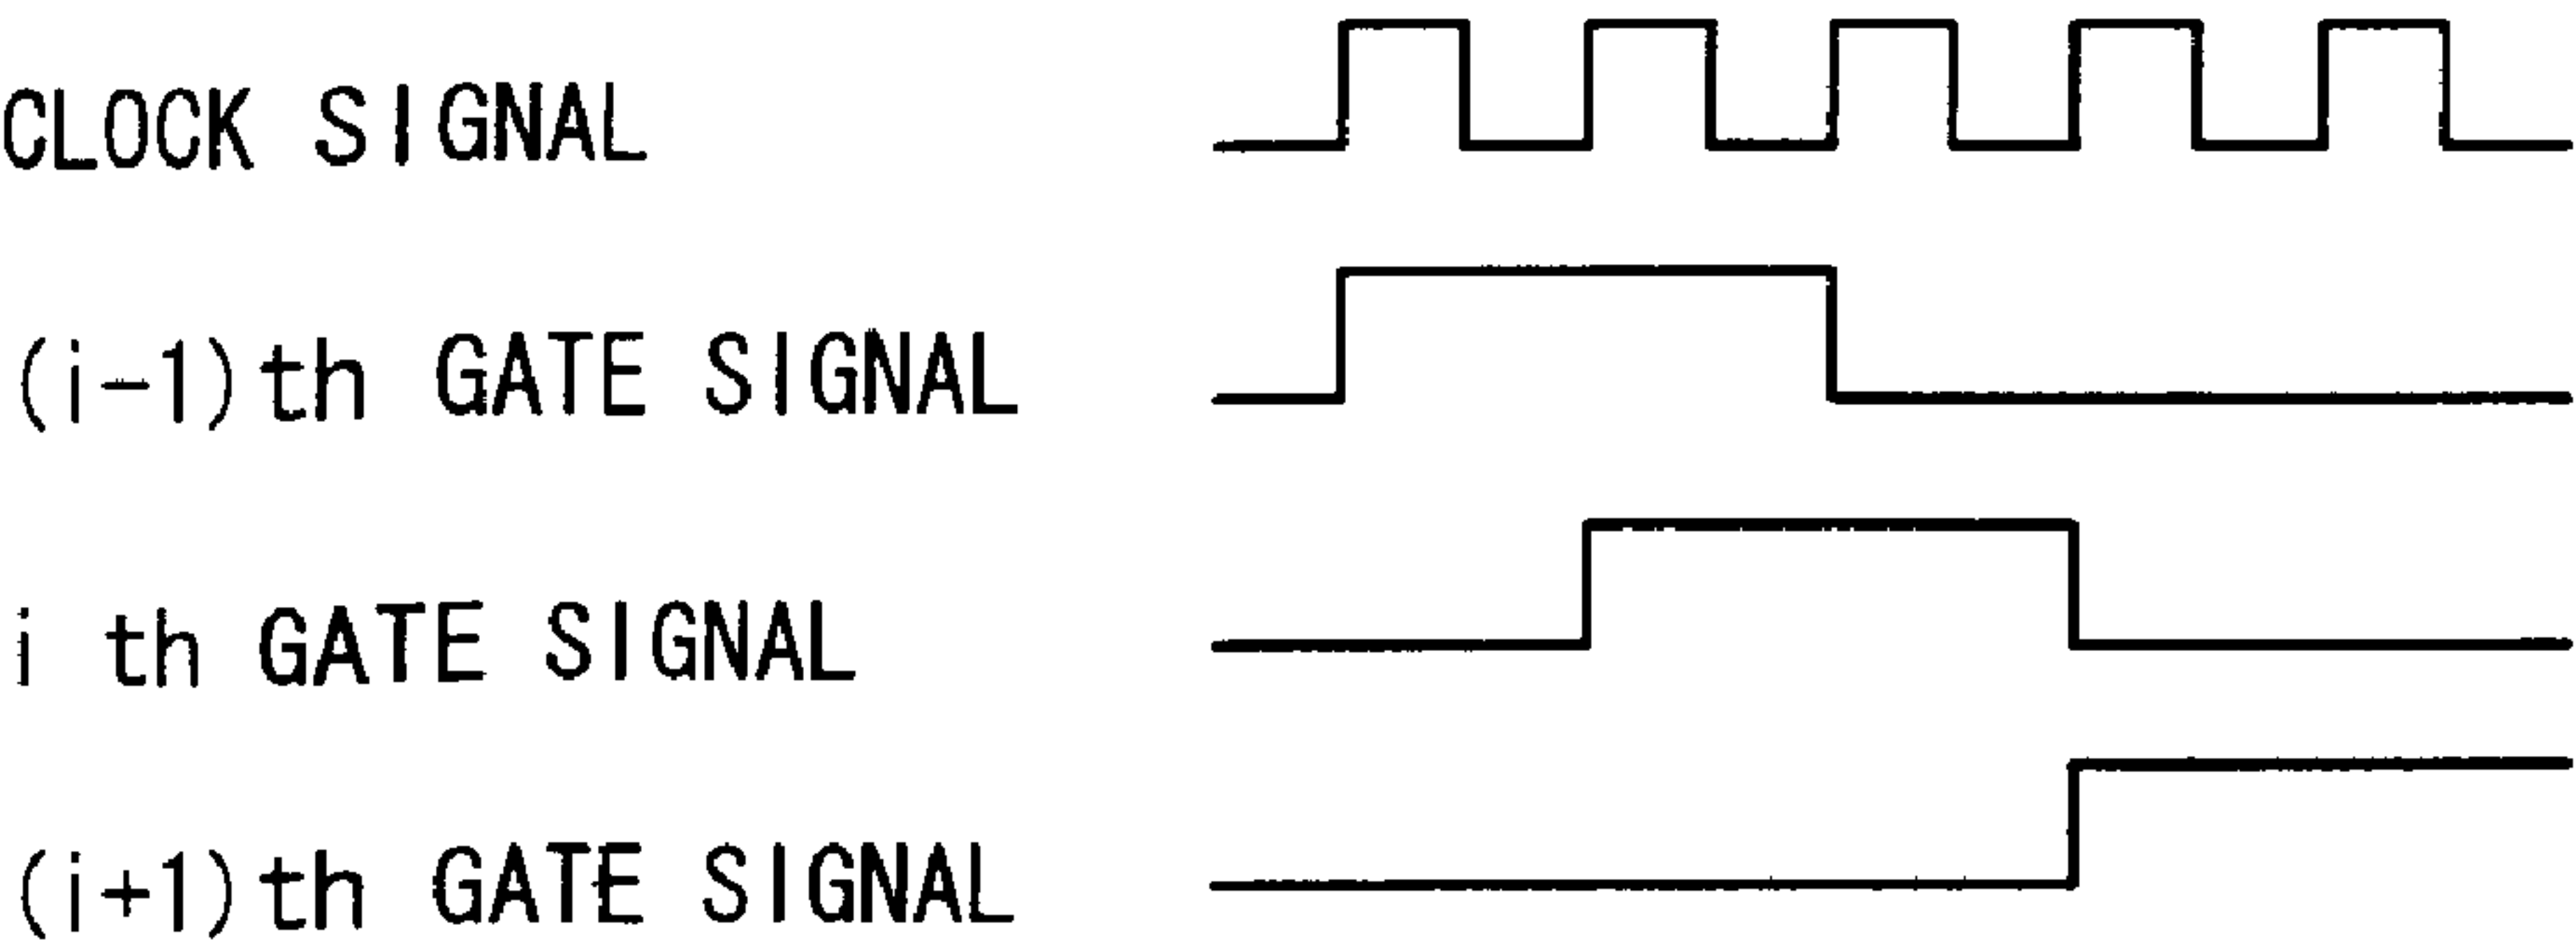 CLOCK SIGNAL
(i-1)th GATE SIGNAL
i th GATE SIGNAL
(i+1)th GATE SIGNAL